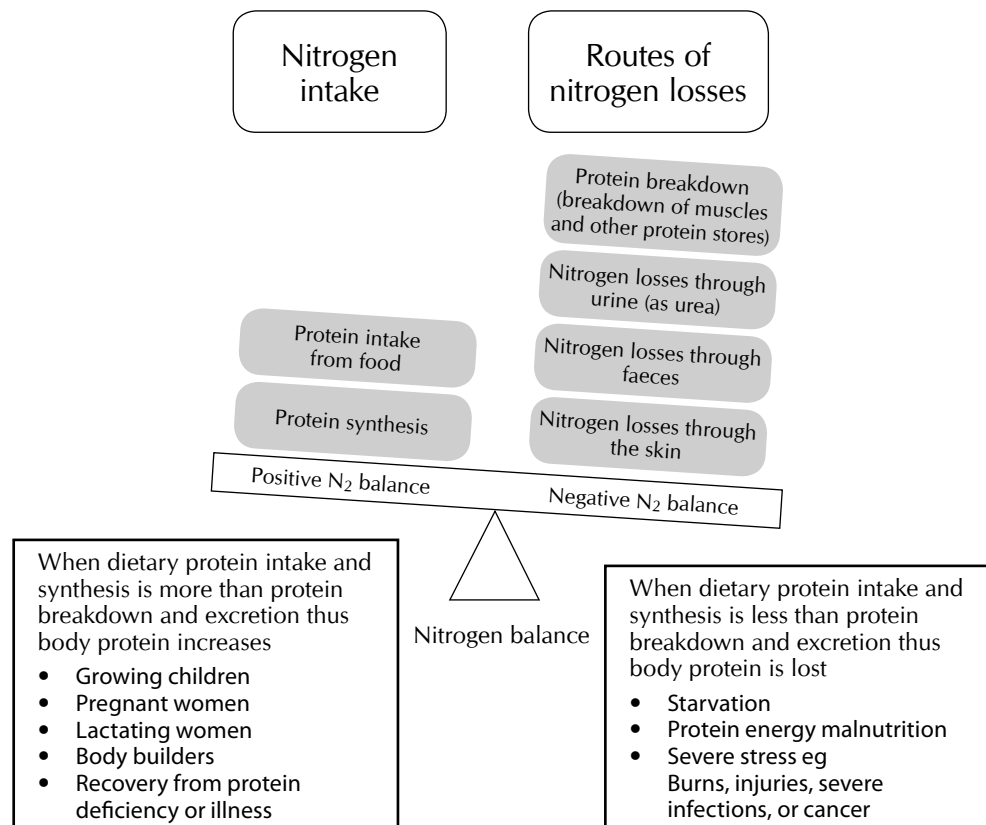 Nitrogen
intake
Routes of
nitrogen losses
Protein breakdown
(breakdown of muscles
and other protein stores)
Nitrogen losses through
urine (as urea)
Protein intake
from food
Nitrogen losses through
faeces
Protein synthesis
Nitrogen losses through
the skin
Positive N₂ balance
Negative N₂ balance
Nitrogen balance
When dietary protein intake and
synthesis is more than protein
breakdown and excretion thus
body protein increases
• Growing children
• Pregnant women
• Lactating women
• Body builders
• Recovery from protein
deficiency or illness
When dietary protein intake and
synthesis is less than protein
breakdown and excretion thus
body protein is lost
• Starvation
• Protein energy malnutrition
• Severe stress eg
Burns, injuries, severe
infections, or cancer